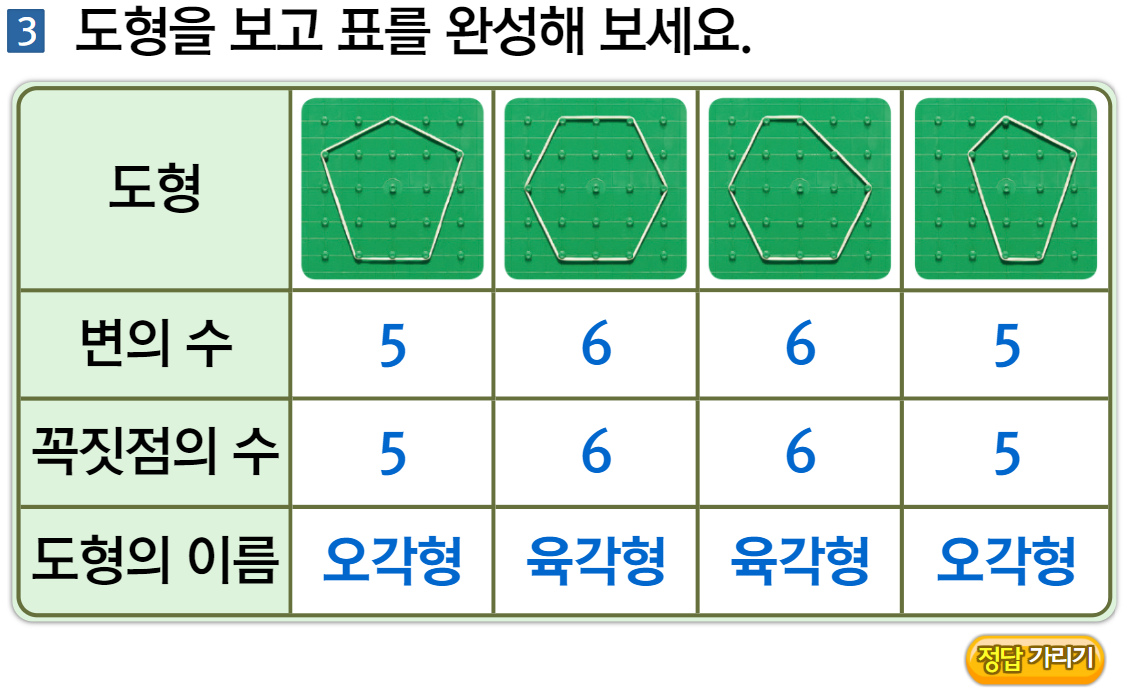 3 도형을 보고 표를 완성해 보세요.
도형
변의 수 5 6 6 5
꼭짓점의 수 5 6 6 5
도형의 이름 오각형 육각형 육각형 오각형
정답 가리기